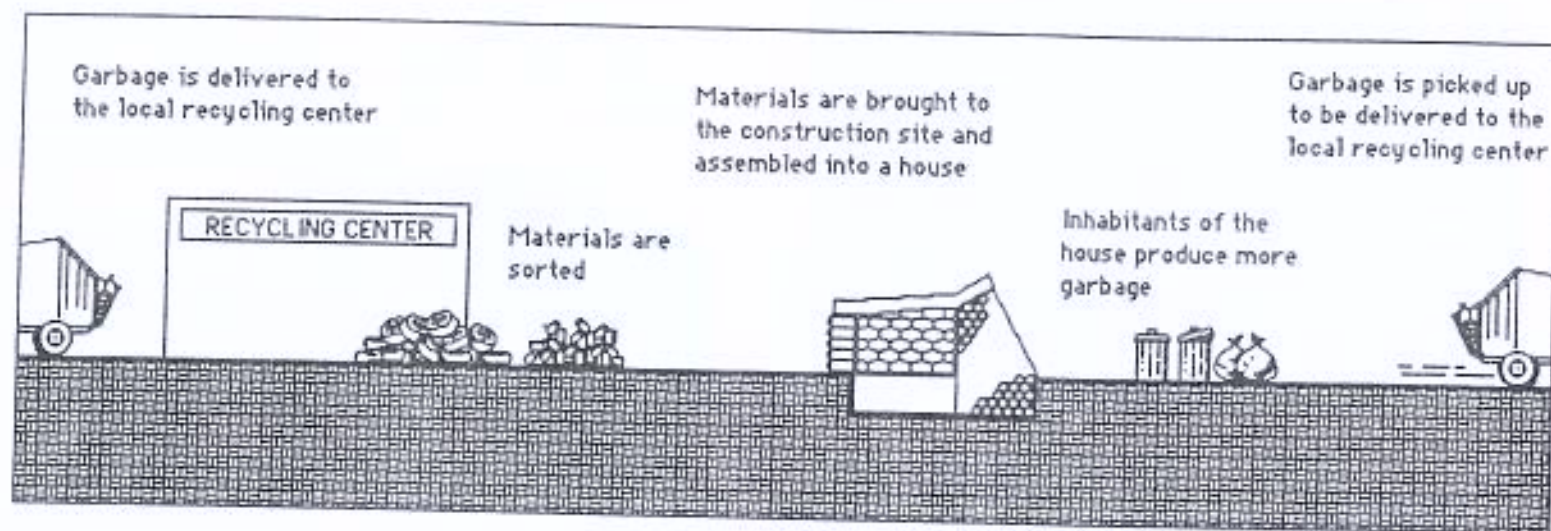 Garbage is delivered to
the local recycling center
RECYCLING CENTER
Materials are
sorted
Materials are brought to
the construction site and
assembled into a house
Inhabitants of the
house produce more
garbage
Garbage is picked up
to be delivered to the
local recycling center